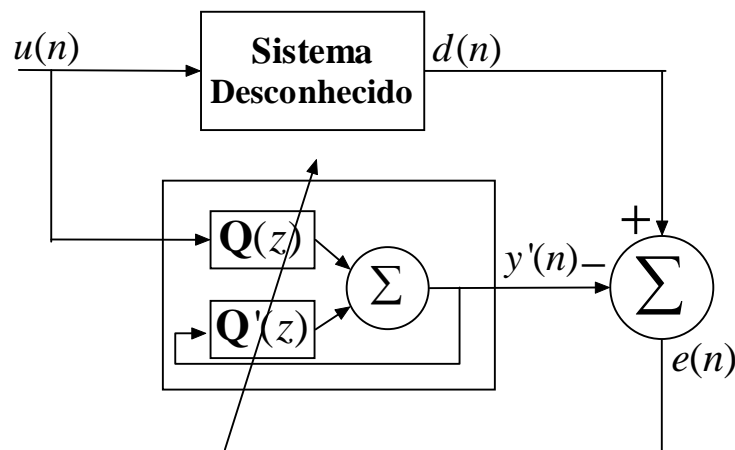 u(n)
Sistema
Desconhecido
d(n)
+
Q(z)
Σ
y'(n)
−
Σ
Q'(z)
e(n)